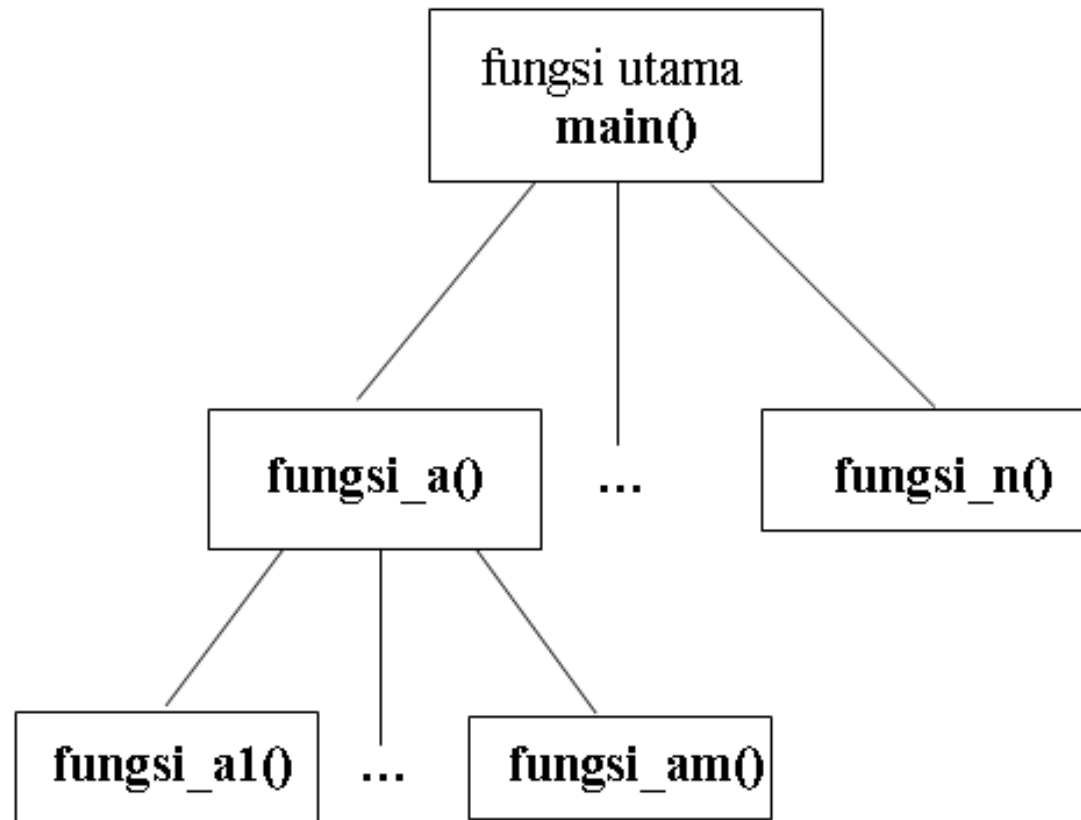 fungsi utama
main()
fungsi_a()
...
fungsi_n()
fungsi_a1()
...
fungsi_am()